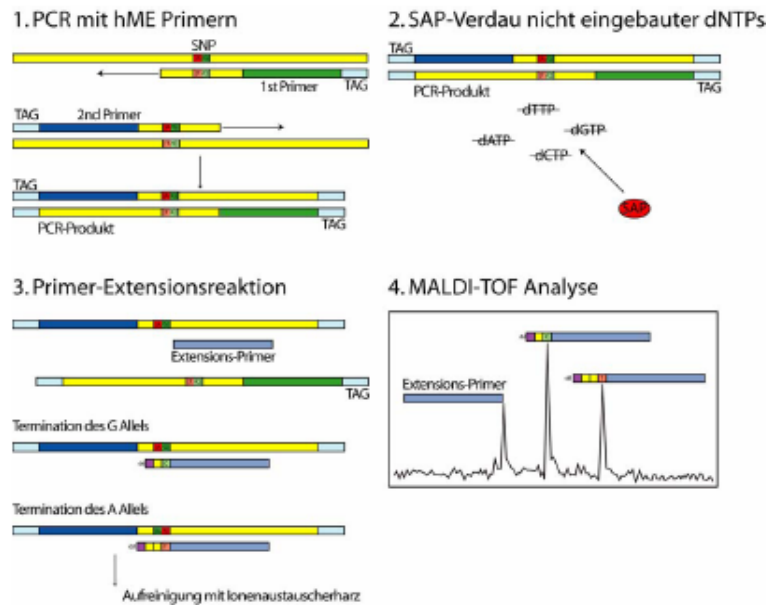 1. PCR mit hME Primern
SNP
1st Primer
TAG
TAG
2nd Primer
TAG
PCR-Produkt
TAG
2. SAP-Verdau nicht eingebauter dNTPs
TAG
PCR-Produkt
TAG
dTTP
dGTP
dATP
dCTP
SAP
3. Primer-Extensionsreaktion
Extensions-Primer
TAG
Termination des G Allels
Termination des A Allels
Aufreinigung mit Ionenaustauscherharz
4. MALDI-TOF Analyse
Extensions-Primer